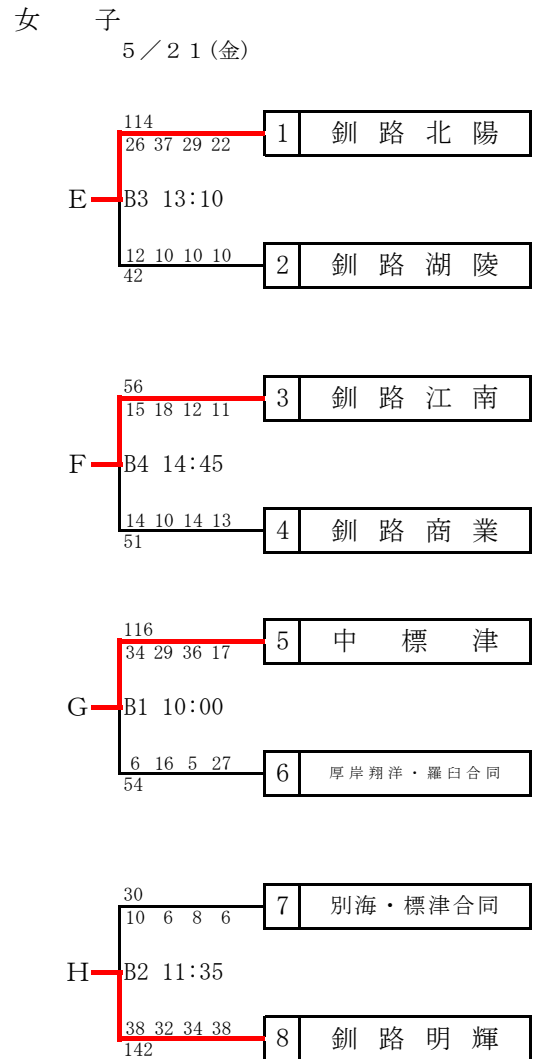 女 子
5／21(金)
114
1 釧路北陽
26 37 29 22
E B3 13:10
12 10 10 10
2 釧路湖陵
42
56
3 釧路江南
15 18 12 11
F B4 14:45
14 10 14 13
4 釧路商業
51
116
5 中標津
34 29 36 17
G B1 10:00
6 16 5 27
6 厚岸翔洋・羅臼合同
54
30
7 別海・標津合同
10 6 8 6
H B2 11:35
38 32 34 38
8 釧路明輝
142